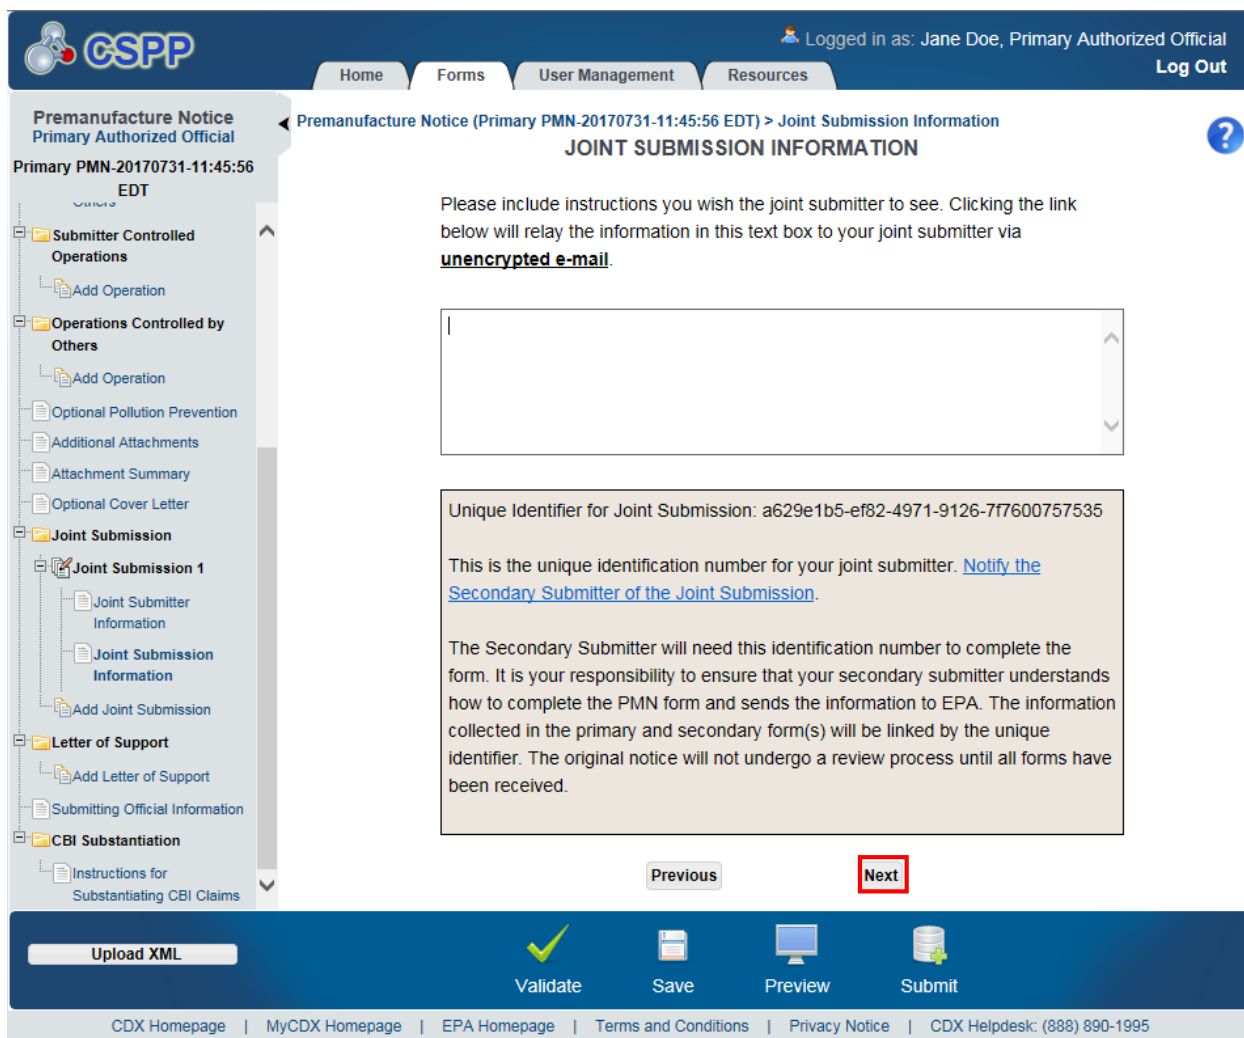 CSPP
Logged in as: Jane Doe, Primary Authorized Official
Log Out
Home
Forms
User Management
Resources
Premanufacture Notice
Primary Authorized Official
Primary PMN-20170731-11:45:56
EDT
Others
Submitter Controlled
Operations
Add Operation
Operations Controlled by
Others
Add Operation
Optional Pollution Prevention
Additional Attachments
Attachment Summary
Optional Cover Letter
Joint Submission
Joint Submission 1
Joint Submitter
Information
Joint Submission
Information
Add Joint Submission
Letter of Support
Add Letter of Support
Submitting Official Information
CBI Substantiation
Instructions for
Substantiating CBI Claims
Premanufacture Notice (Primary PMN-20170731-11:45:56 EDT) > Joint Submission Information
JOINT SUBMISSION INFORMATION
?
Please include instructions you wish the joint submitter to see. Clicking the link
below will relay the information in this text box to your joint submitter via
unencrypted e-mail.
Unique Identifier for Joint Submission: a629e1b5-ef82-4971-9126-7f7600757535
This is the unique identification number for your joint submitter. Notify the
Secondary Submitter of the Joint Submission.
The Secondary Submitter will need this identification number to complete the
form. It is your responsibility to ensure that your secondary submitter understands
how to complete the PMN form and sends the information to EPA. The information
collected in the primary and secondary form(s) will be linked by the unique
identifier. The original notice will not undergo a review process until all forms have
been received.
Previous
Next
Upload XML
Validate
Save
Preview
Submit
CDX Homepage | MyCDX Homepage | EPA Homepage | Terms and Conditions | Privacy Notice | CDX Helpdesk: (888) 890-1995